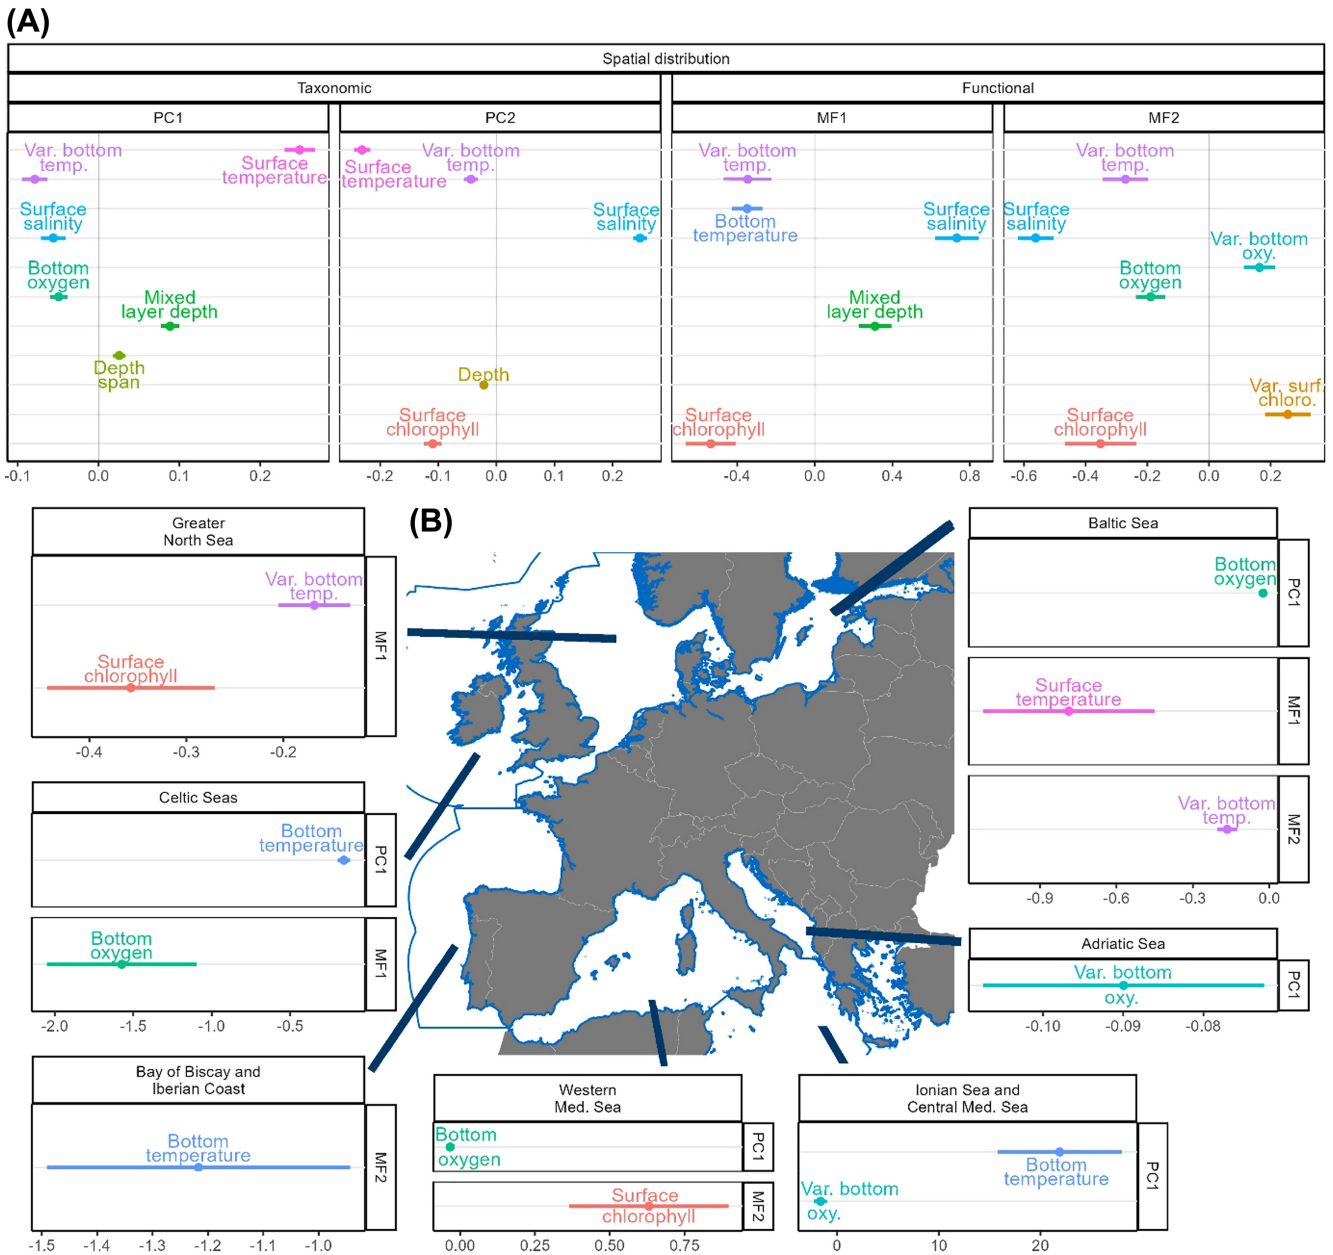 (A)
Spatial distribution
Taxonomic
Functional
PC1
PC2
MF1
MF2
Var. bottom
temp.
Surface
temperature
Surface
salinity
Bottom
oxygen
Mixed
layer depth
Depth
span
-0.1
0.0
0.1
0.2
Surface
temperature
Var. bottom
temp.
Surface
salinity
Depth
Surface
chlorophyll
-0.2
-0.1
0.0
0.1
0.2
Var. bottom
temp.
Bottom
temperature
Surface
salinity
Mixed
layer depth
Surface
chlorophyll
-0.4
0.0
0.4
0.8
Var. bottom
temp.
Surface
salinity
Var. bottom
oxy.
Bottom
oxygen
Var. surf.
chloro.
Surface
chlorophyll
-0.6
-0.4
-0.2
0.0
0.2
(B)
Greater
North Sea
Var. bottom
temp.
Surface
chlorophyll
MF1
-0.4
-0.3
-0.2
Celtic Seas
Bottom
temperature
PC1
Bottom
oxygen
MF1
-2.0
-1.5
-1.0
-0.5
Bay of Biscay and
Iberian Coast
Bottom
temperature
MF2
-1.5
-1.4
-1.3
-1.2
-1.1
-1.0
Western
Med. Sea
Bottom
oxygen
PC1
Surface
chlorophyll
MF2
0.00
0.25
0.50
0.75
Ionian Sea and
Central Med. Sea
Bottom
temperature
Var. bottom
oxy.
PC1
0
10
20
Baltic Sea
Bottom
oxygen
PC1
Surface
temperature
MF1
Var. bottom
temp.
MF2
-0.9
-0.6
-0.3
0.0
Adriatic Sea
Var. bottom
oxy.
PC1
-0.10
-0.09
-0.08